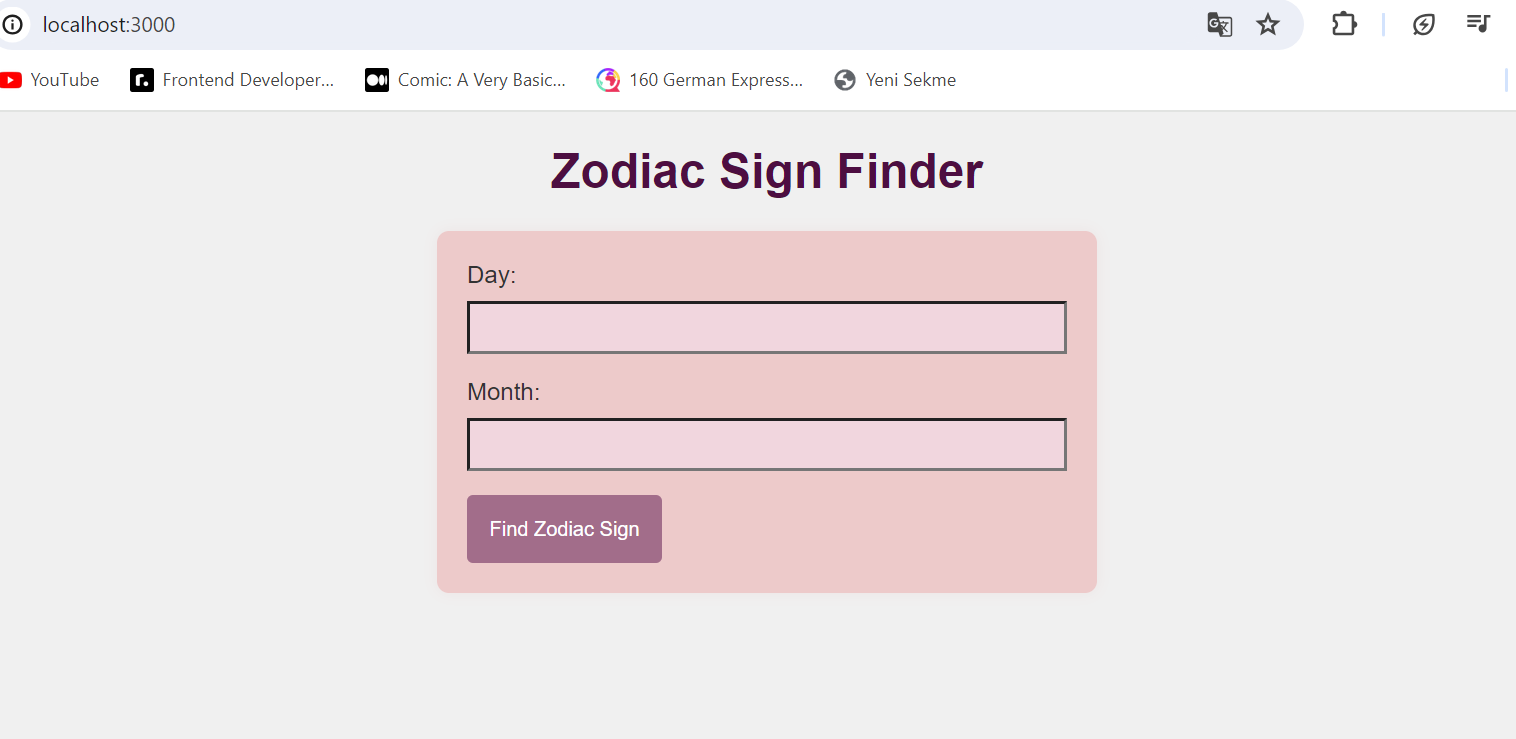 localhost:3000
YouTube Frontend Developer... Comic: A Very Basic... 160 German Express... Yeni Sekme
Zodiac Sign Finder
Day:
Month:
Find Zodiac Sign